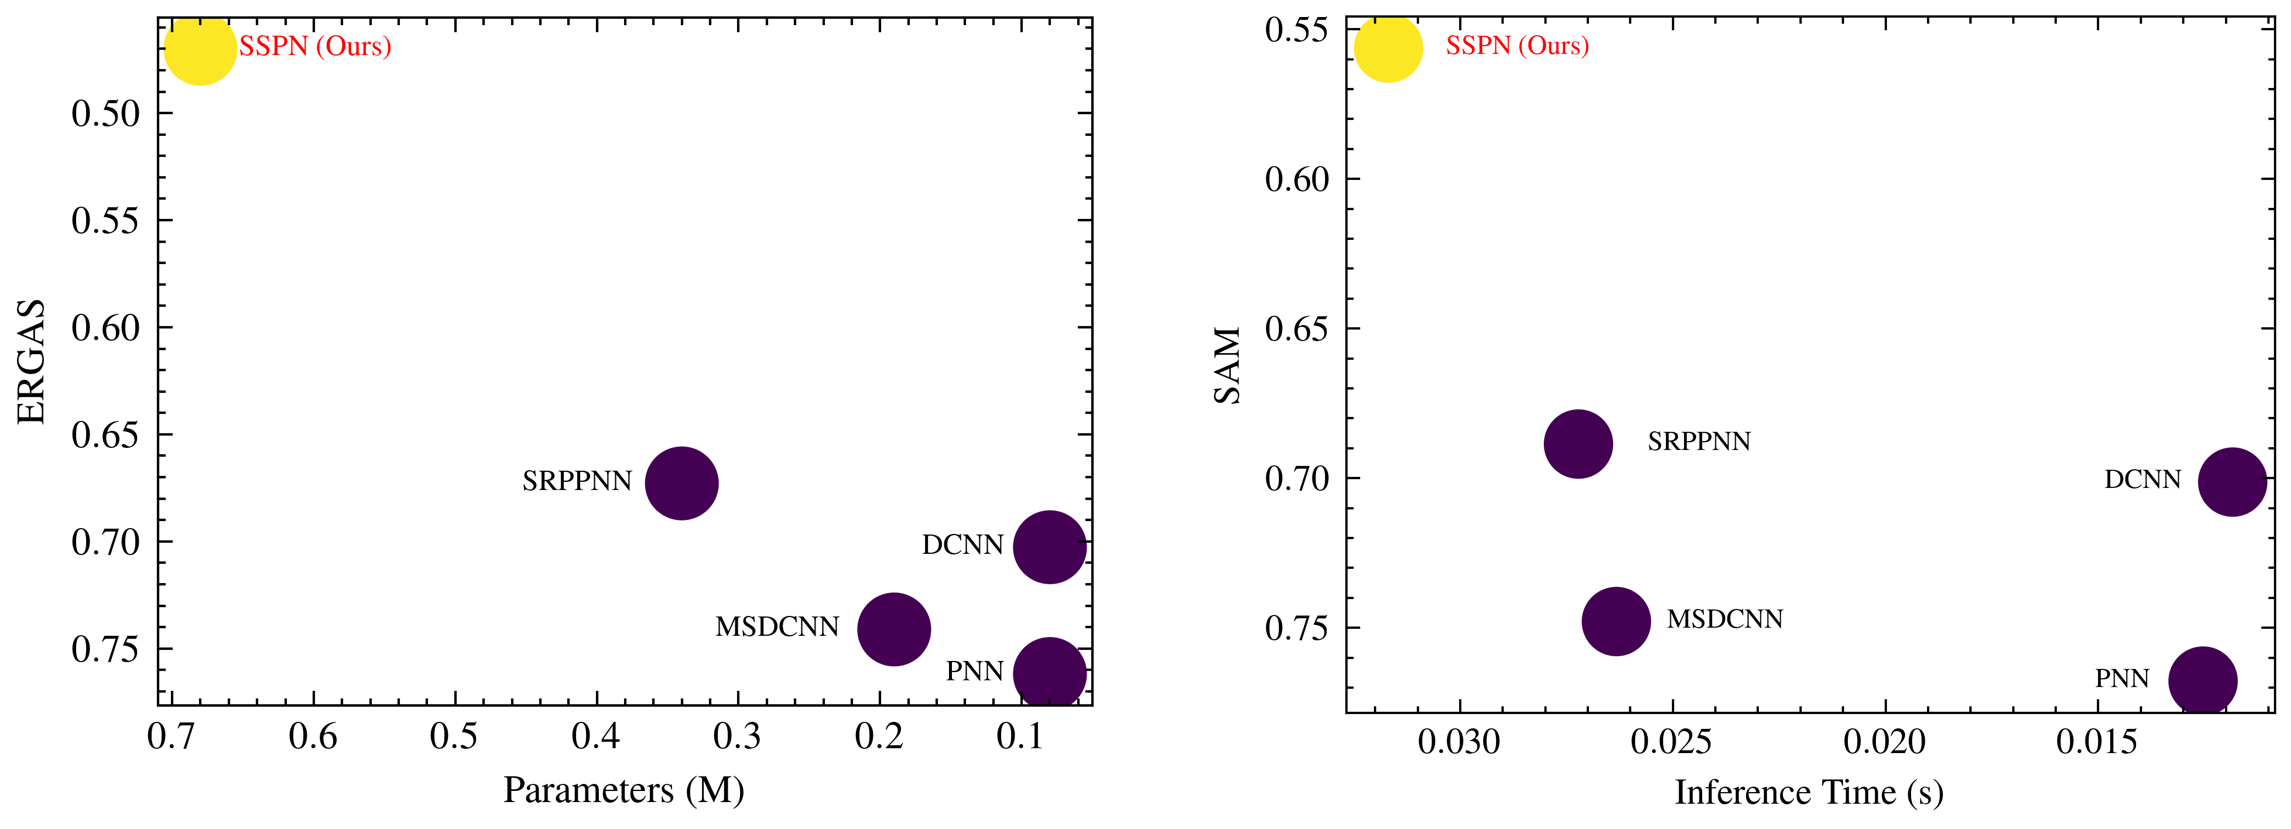 SSPN (Ours)
0.50
0.55
0.60
ERGAS
0.65
SRPPNN
0.70
DCNN
MSDCNN
0.75
PNN
0.7 0.6 0.5 0.4 0.3 0.2 0.1
Parameters (M)
0.55
SSPN (Ours)
0.60
0.65
SAM
SRPPNN
0.70
DCNN
0.75
MSDCNN
PNN
0.030 0.025 0.020 0.015
Inference Time (s)